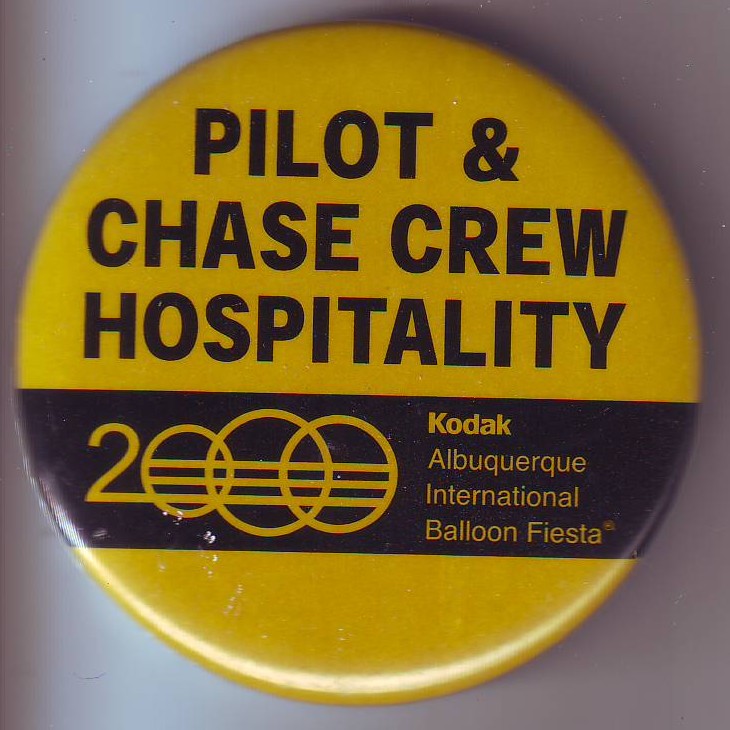 PILOT &
CHASE CREW
HOSPITALITY
2000
Kodak
Albuquerque
International
Balloon Fiesta®